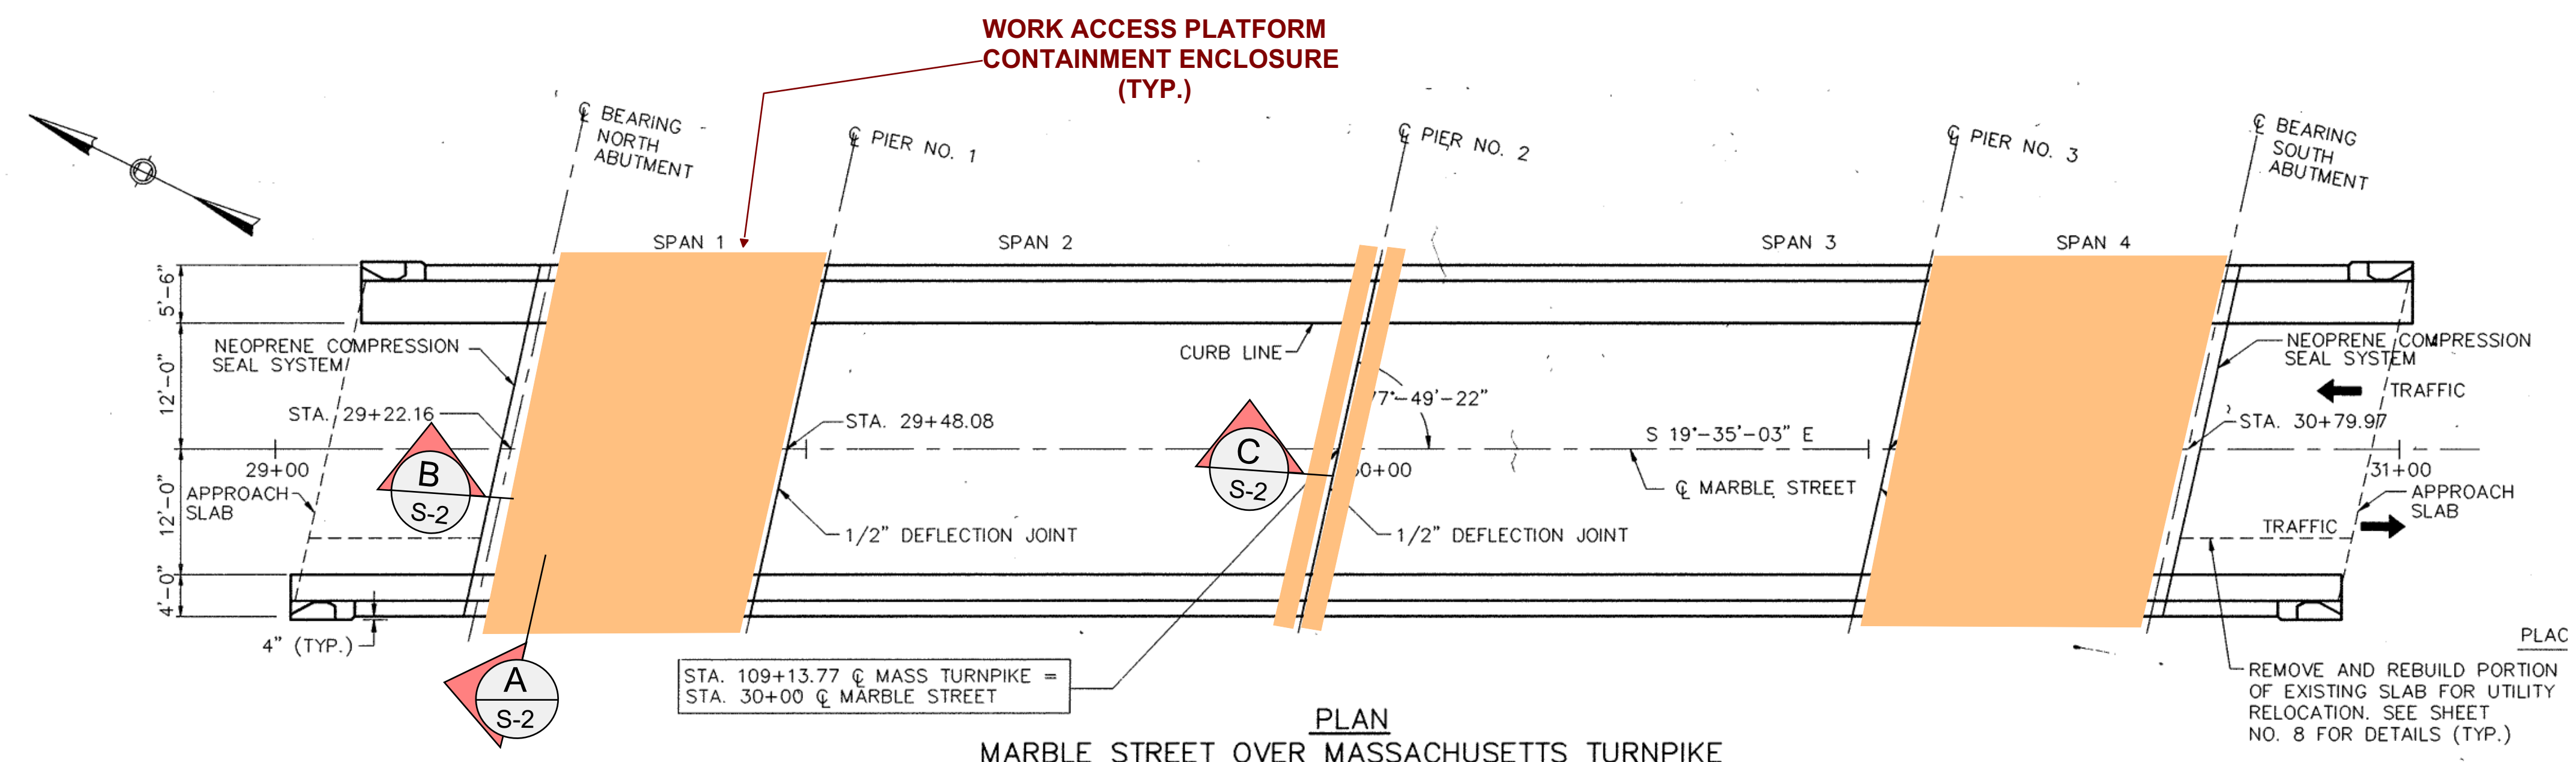 WORK ACCESS PLATFORM
CONTAINMENT ENCLOSURE
(TYP.)
℄ BEARING
NORTH
ABUTMENT
℄ PIER NO. 1
℄ PIER NO. 2
℄ PIER NO. 3
℄ BEARING
SOUTH
ABUTMENT
SPAN 1
SPAN 2
SPAN 3
SPAN 4
5'-6"
12'-0"
12'-0"
4'-0"
4" (TYP.)
NEOPRENE COMPRESSION
SEAL SYSTEM
STA. 29+22.16
29+00
APPROACH
SLAB
B
S-2
A
S-2
STA. 29+48.08
1/2" DEFLECTION JOINT
CURB LINE
C
S-2
77°-49'-22"
S 19°-35'-03" E
℄ MARBLE STREET
1/2" DEFLECTION JOINT
NEOPRENE COMPRESSION
SEAL SYSTEM
TRAFFIC
STA. 30+79.97
31+00
APPROACH
SLAB
TRAFFIC
STA. 109+13.77 ℄ MASS TURNPIKE =
STA. 30+00 ℄ MARBLE STREET
REMOVE AND REBUILD PORTION
OF EXISTING SLAB FOR UTILITY
RELOCATION. SEE SHEET
NO. 8 FOR DETAILS (TYP.)
PLAC
PLAN
MARBLE STREET OVER MASSACHUSETTS TURNPIKE